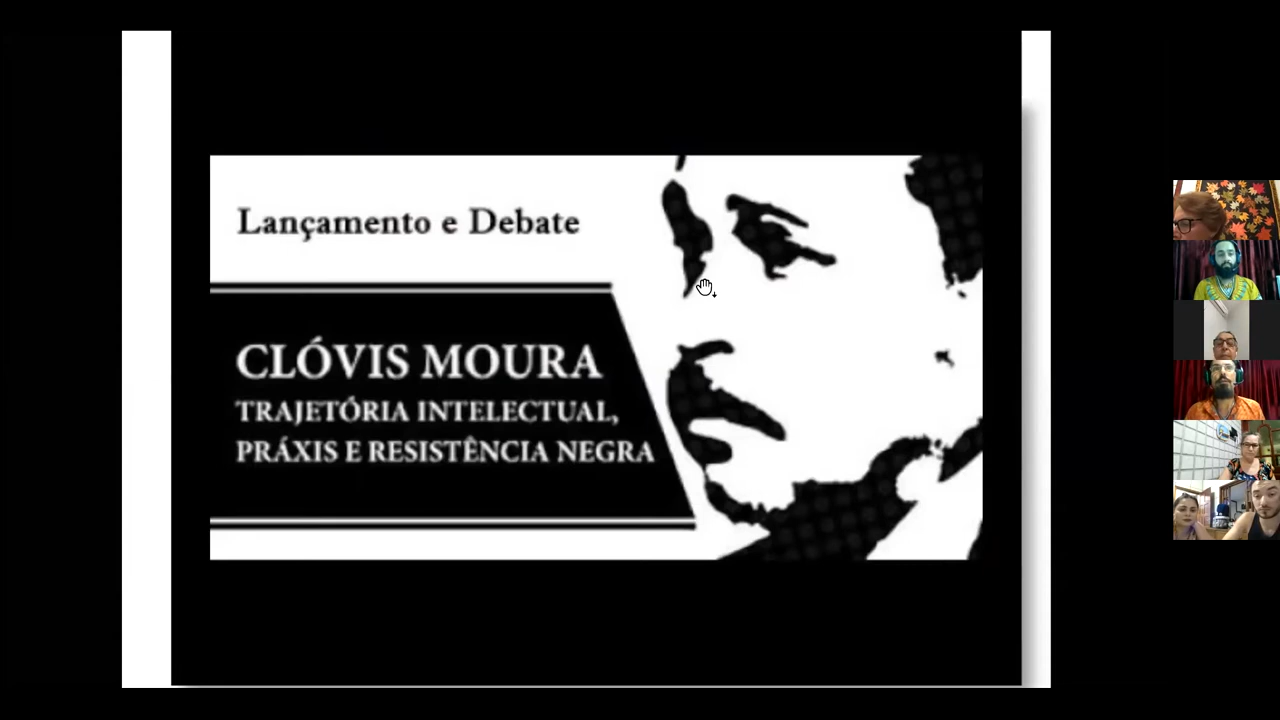 Lançamento e Debate
CLÓVIS MOURA
TRAJETÓRIA INTELECTUAL,
PRÁXIS E RESISTÊNCIA NEGRA